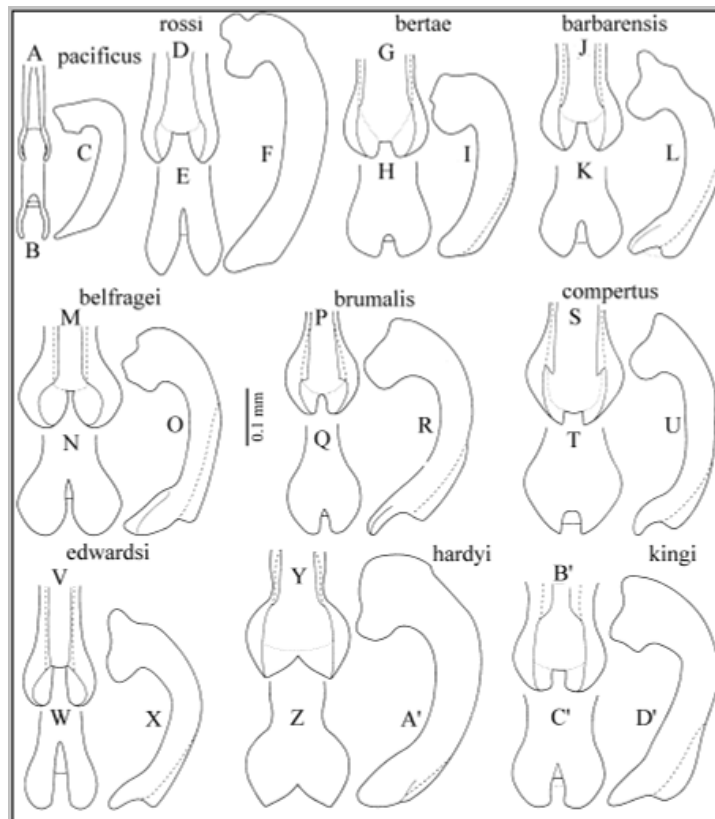 rossi
bertae
barbarensis
A
pacificus
D
G
J
C
F
I
L
E
H
K
B
belfragei
brumalis
compertus
M
P
S
O
0.1 mm
R
U
N
Q
T
edwardsi
hardyi
kingi
V
Y
B'
W
X
Z
A'
C'
D'